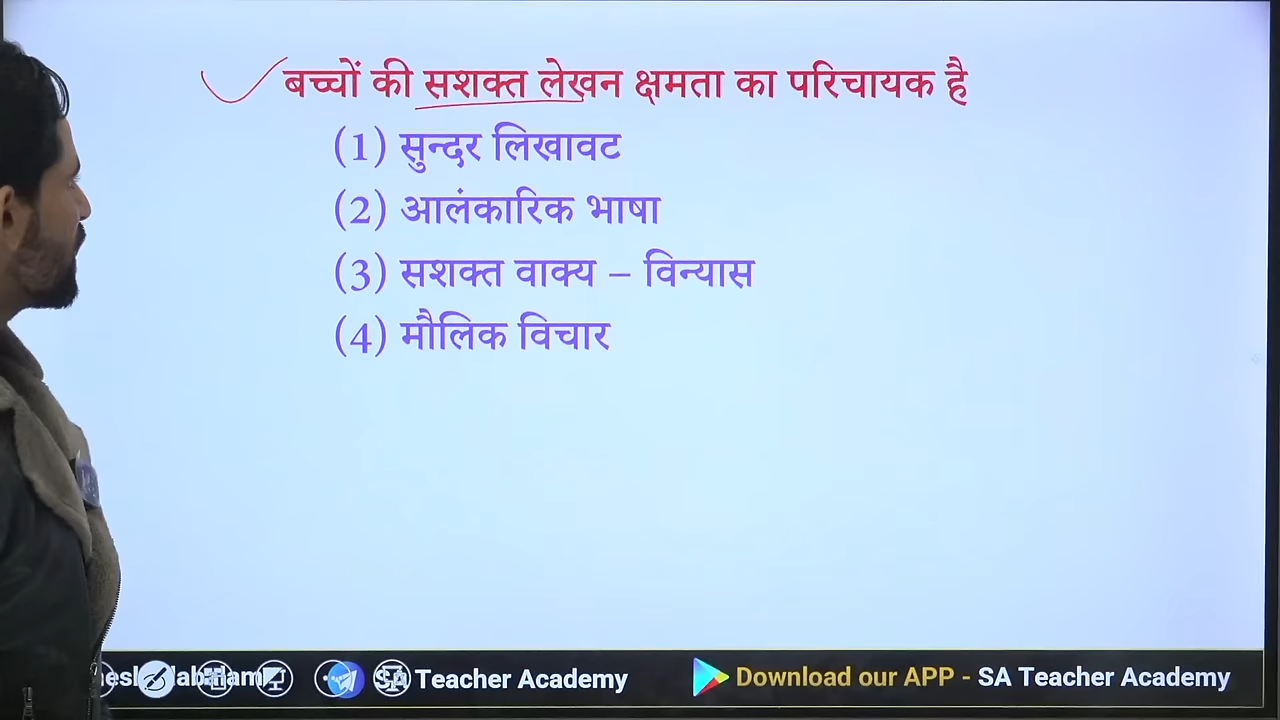 बच्चों की सशक्त लेखन क्षमता का परिचायक है
(1) सुन्दर लिखावट
(2) आलंकारिक भाषा
(3) सशक्त वाक्य – विन्यास
(4) मौलिक विचार
SA Teacher Academy
Download our APP - SA Teacher Academy